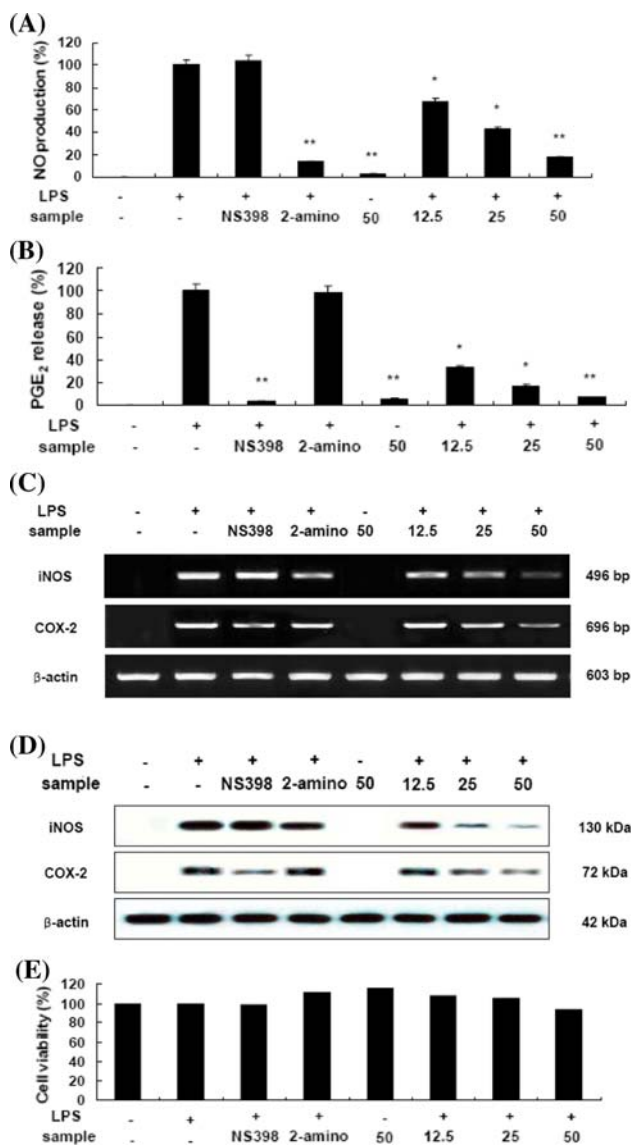 (A)
NO production (%)
120
100
80
60
40
20
0
** ** * * **
LPS - + + + - + + +
sample - - NS398 2-amino 50 12.5 25 50
(B)
PGE2 release (%)
120
100
80
60
40
20
0
** ** * * **
LPS - + + + - + + +
sample - - NS398 2-amino 50 12.5 25 50
(C)
LPS - + + + - + + +
sample - - NS398 2-amino 50 12.5 25 50
iNOS 496 bp
COX-2 696 bp
β-actin 603 bp
(D)
LPS - + + + - + + +
sample - - NS398 2-amino 50 12.5 25 50
iNOS 130 kDa
COX-2 72 kDa
β-actin 42 kDa
(E)
Cell viability (%)
120
100
80
60
40
20
0
LPS - + + + - + + +
sample - - NS398 2-amino 50 12.5 25 50